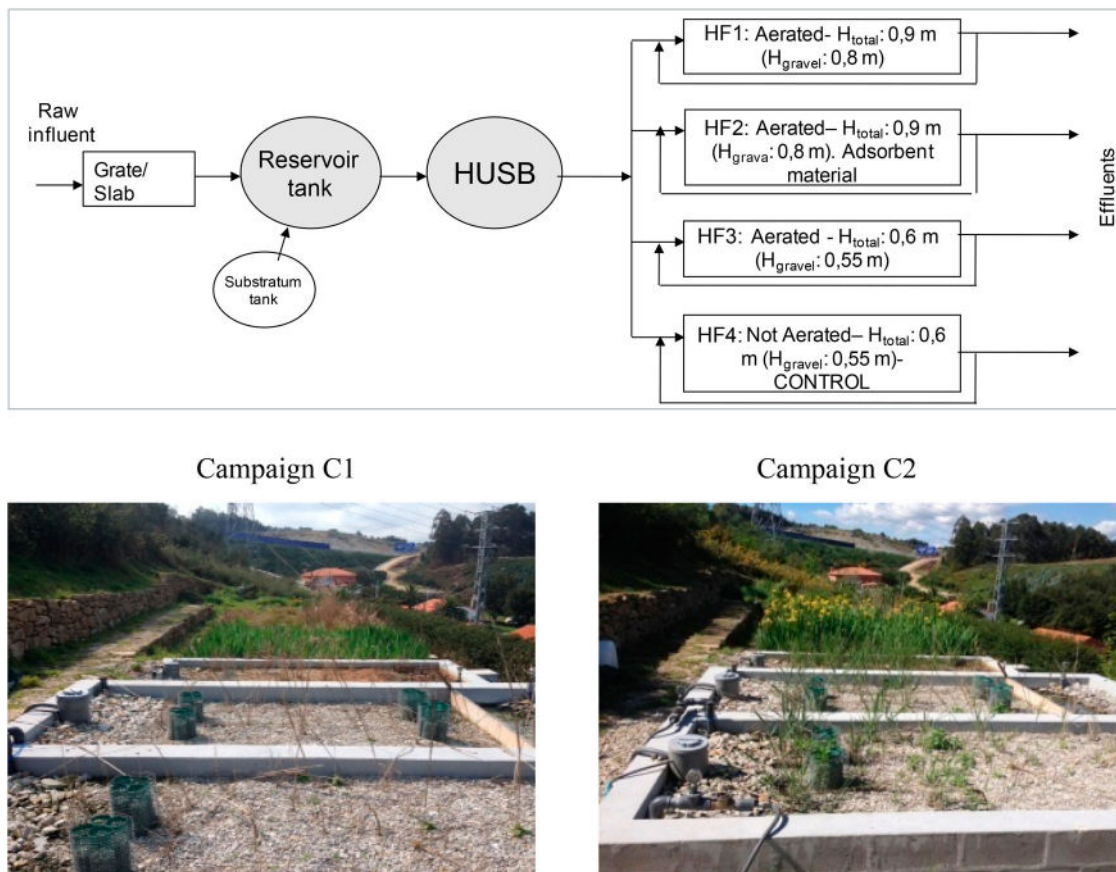 Raw
influent
Grate/
Slab
Reservoir
tank
Substratum
tank
HUSB
HF1: Aerated- Htotal: 0,9 m
(Hgravel: 0,8 m)
HF2: Aerated– Htotal: 0,9 m
(Hgrava: 0,8 m). Adsorbent
material
HF3: Aerated - Htotal: 0,6 m
(Hgravel: 0,55 m)
HF4: Not Aerated– Htotal: 0,6
m (Hgravel: 0,55 m)-
CONTROL
Effluents
Campaign C1
Campaign C2